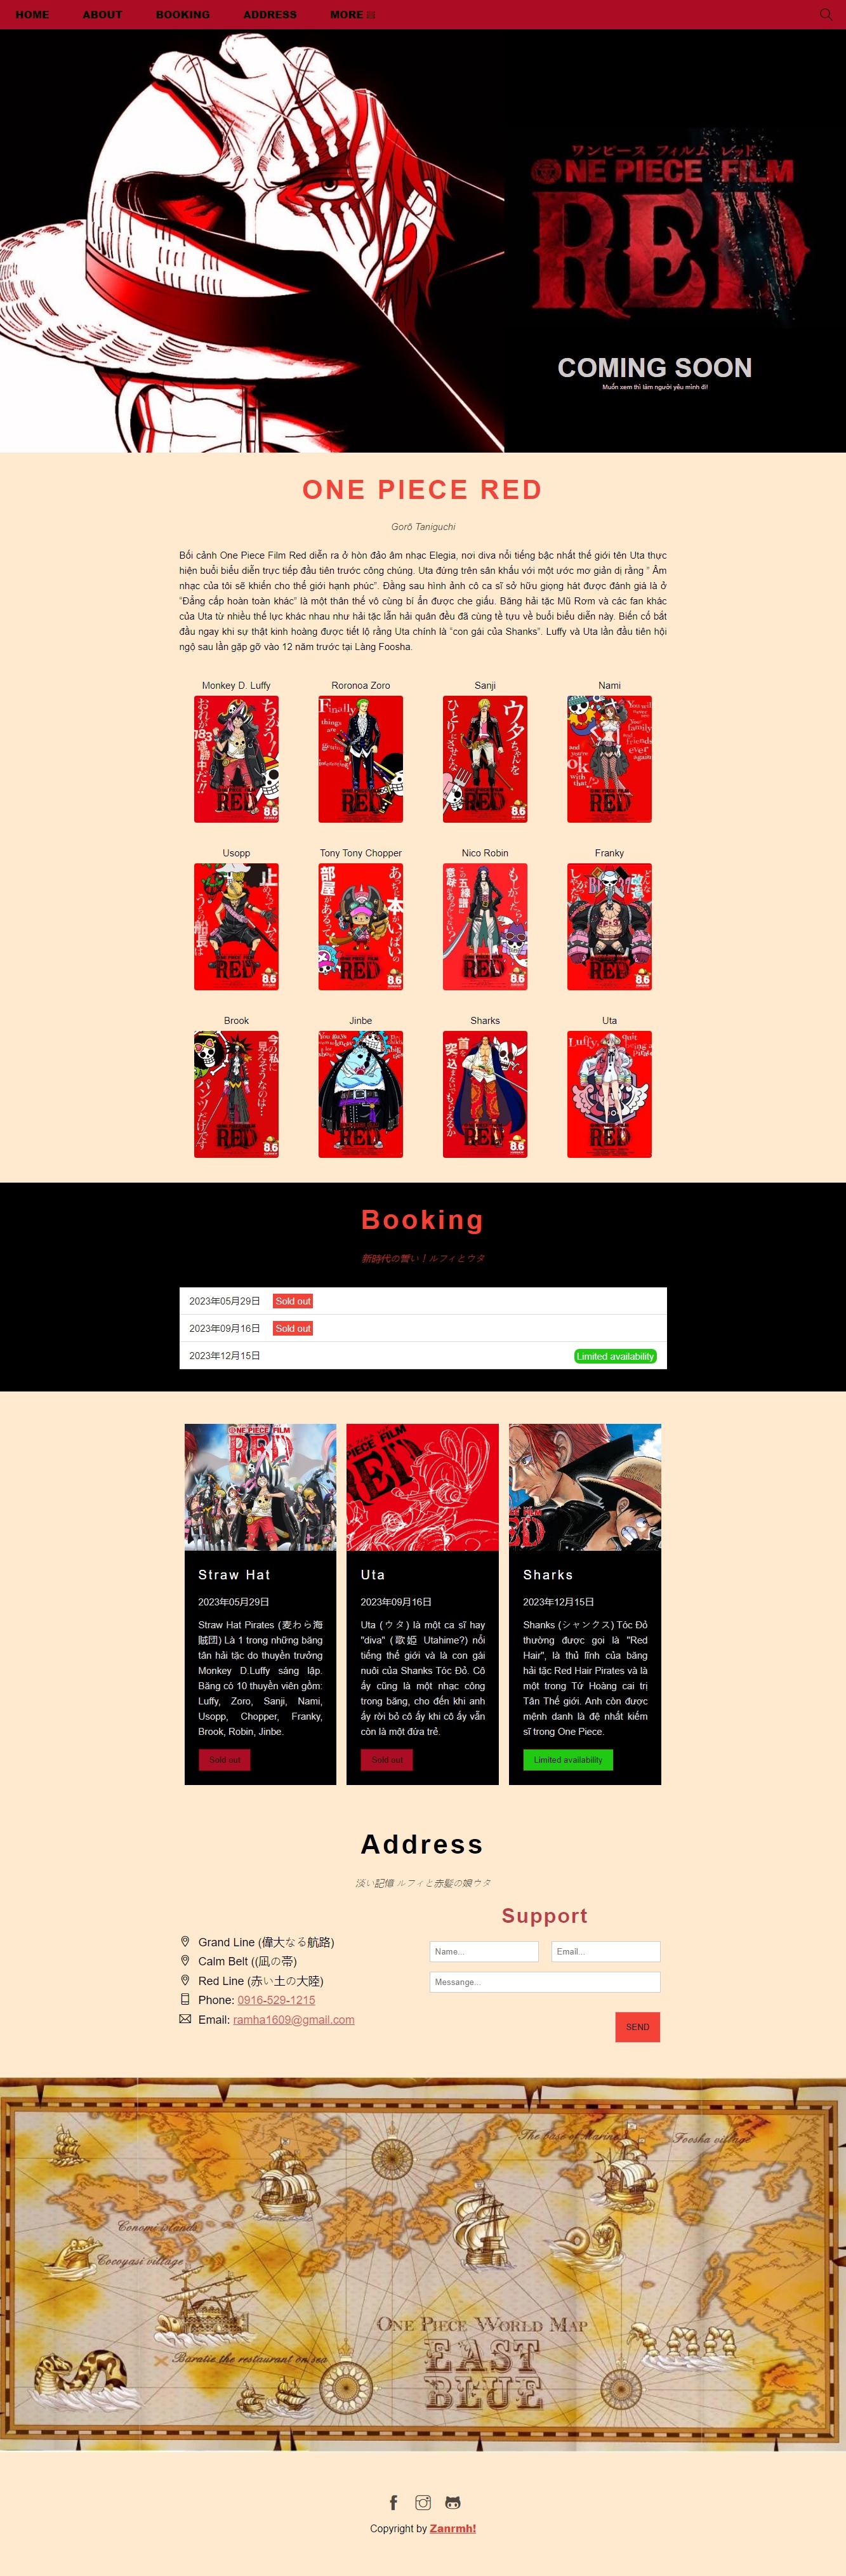 HOME ABOUT BOOKING ADDRESS MORE
ワンピース フィルム レッド
ONE PIECE FILM
RED
COMING SOON
Muốn xem thì làm người yêu mình đi!
ONE PIECE RED
Gorō Taniguchi
Bối cảnh One Piece Film Red diễn ra ở hòn đảo âm nhạc Elegia, nơi diva nổi tiếng bậc nhất thế giới tên Uta thực
hiện buổi biểu diễn trực tiếp đầu tiên trước công chúng. Uta đứng trên sân khấu với một ước mơ giản dị rằng “ Âm
nhạc của tôi sẽ khiến cho thế giới hạnh phúc”. Đằng sau hình ảnh cô ca sĩ sở hữu giọng hát được đánh giá là ở
“Đẳng cấp hoàn toàn khác” là một thân thế vô cùng bí ẩn được che giấu. Băng hải tặc Mũ Rơm và các fan khác
của Uta từ nhiều thế lực khác nhau như hải tặc lẫn hải quân đều đã cùng tề tựu về buổi biểu diễn này. Biến cố bắt
đầu ngay khi sự thật kinh hoàng được tiết lộ rằng Uta chính là “con gái của Shanks”. Luffy và Uta lần đầu tiên hội
ngộ sau lần gặp gỡ vào 12 năm trước tại Làng Foosha.
Monkey D. Luffy Roronoa Zoro Sanji Nami
Usopp Tony Tony Chopper Nico Robin Franky
Brook Jinbe Sharks Uta
Booking
新時代の誓い！ルフィとウタ
2023年05月29日 Sold out
2023年09月16日 Sold out
2023年12月15日 Limited availability
Straw Hat
2023年05月29日
Straw Hat Pirates (麦わら海
賊団) Là 1 trong những băng
tân hải tặc do thuyền trưởng
Monkey D.Luffy sáng lập.
Băng có 10 thuyền viên gồm:
Luffy, Zoro, Sanji, Nami,
Usopp, Chopper, Franky,
Brook, Robin, Jinbe.
Sold out
Uta
2023年09月16日
Uta (ウタ) là một ca sĩ hay
"diva" (歌姫 Utahime?) nổi
tiếng thế giới và là con gái
nuôi của Shanks Tóc Đỏ. Cô
ấy cũng là một nhạc công
trong băng, cho đến khi anh
ấy rời bỏ cô ấy khi cô ấy vẫn
còn là một đứa trẻ.
Sold out
Sharks
2023年12月15日
Shanks (シャンクス) Tóc Đỏ
thường được gọi là "Red
Hair", là thủ lĩnh của băng
hải tặc Red Hair Pirates và là
một trong Tứ Hoàng cai trị
Tân Thế giới. Anh còn được
mệnh danh là đệ nhất kiếm
sĩ trong One Piece.
Limited availability
Address
淡い記憶 ルフィと赤髪の娘ウタ
Grand Line (偉大なる航路)
Calm Belt ((凪の帯)
Red Line (赤い土の大陸)
Phone: 0916-529-1215
Email: ramha1609@gmail.com
Support
Name... Email...
Messange...
SEND
The base of Marine
Foosha village
Conomi islands
Cocoyasi village
ONE PIECE WORLD MAP
Baratie the restaurant on sea
EAST
BLUE
Copyright by Zanrmh!